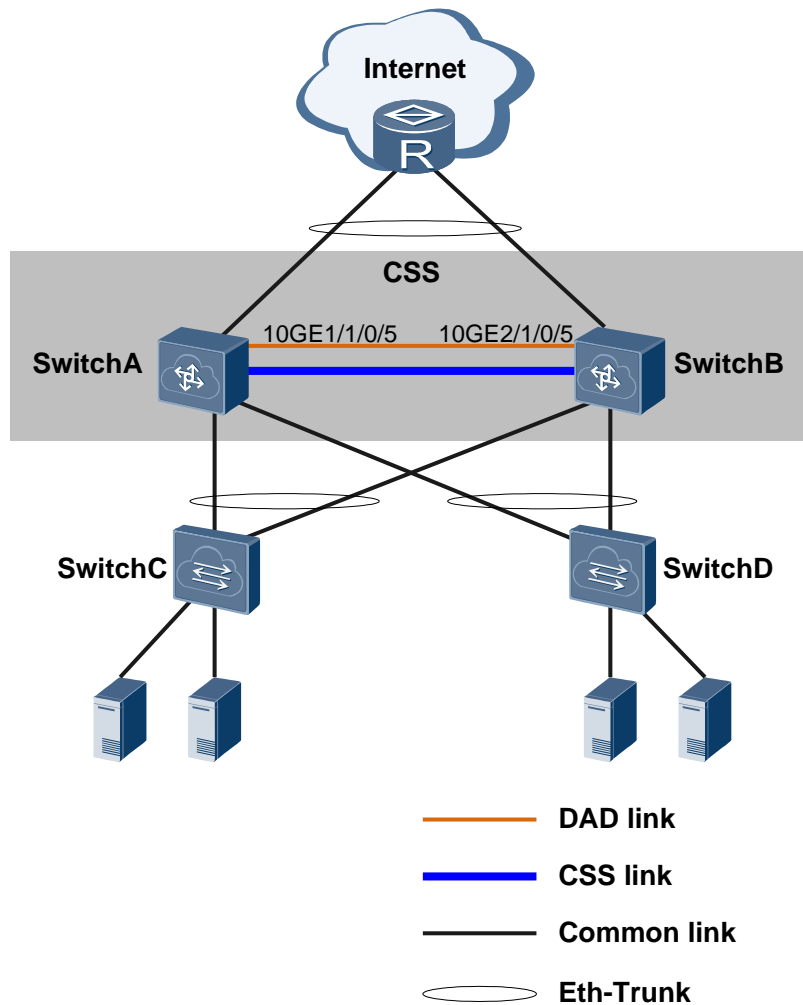 Internet
R
CSS
10GE1/1/0/5 10GE2/1/0/5
SwitchA
SwitchB
SwitchC
SwitchD
DAD link
CSS link
Common link
Eth-Trunk